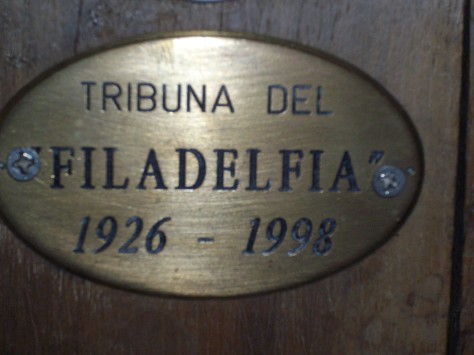 TRIBUNA DEL
"FILADELFIA"
1926 - 1998